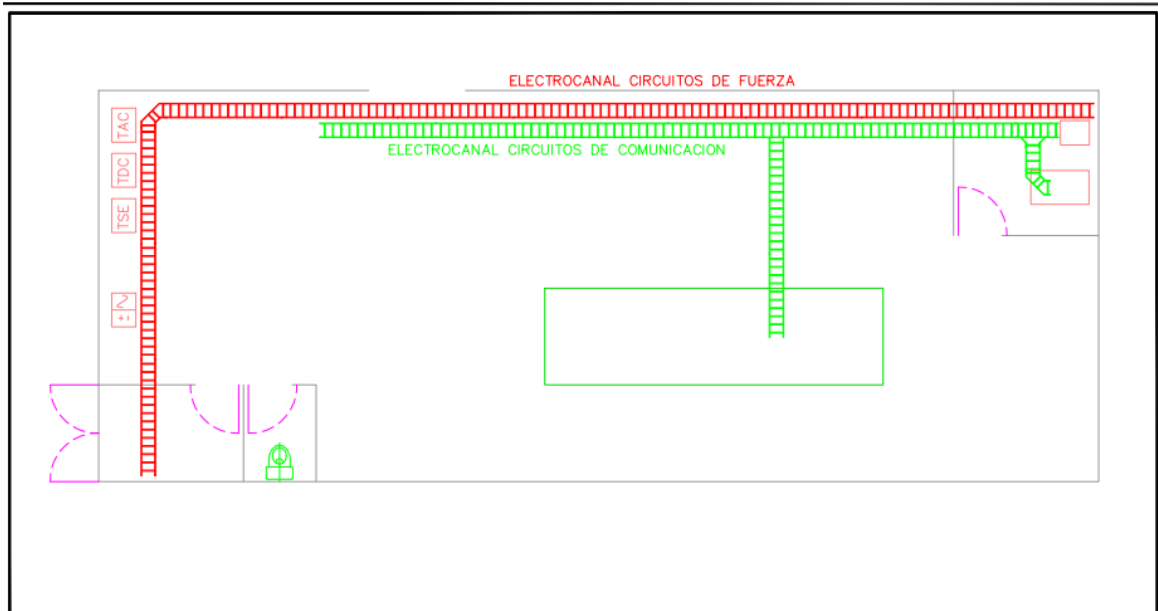 ELECTROCANAL CIRCUITOS DE FUERZA
ELECTROCANAL CIRCUITOS DE COMUNICACION
TAC
TDC
TSE